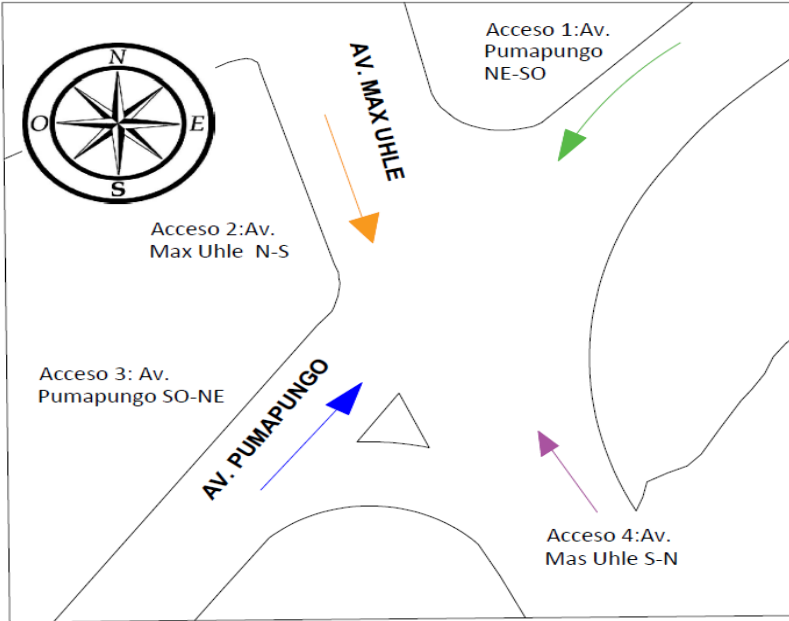 Acceso 1:Av.
Pumapungo
NE-SO
AV. MAX UHLE
N
O
E
S
Acceso 2:Av.
Max Uhle  N-S
Acceso 3: Av.
Pumapungo SO-NE
AV. PUMAPUNGO
Acceso 4:Av.
Mas Uhle S-N